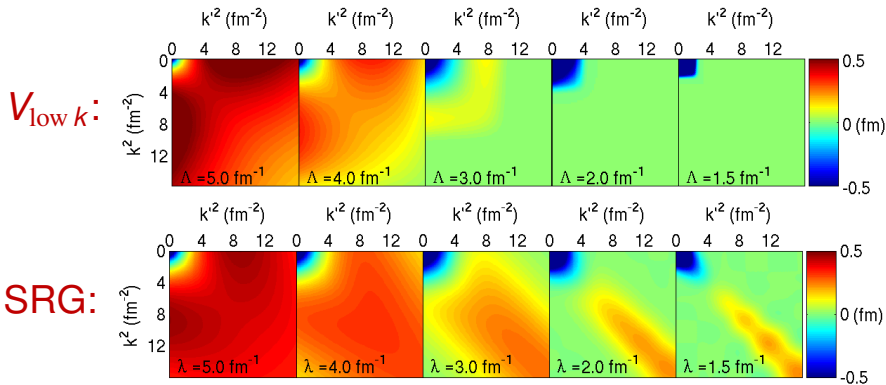 k'² (fm⁻²) k'² (fm⁻²) k'² (fm⁻²) k'² (fm⁻²) k'² (fm⁻²)
0 4 8 12 0 4 8 12 0 4 8 12 0 4 8 12 0 4 8 12
V low k:
k² (fm⁻²)
0
4
8
12
Λ =5.0 fm⁻¹ Λ =4.0 fm⁻¹ Λ =3.0 fm⁻¹ Λ =2.0 fm⁻¹ Λ =1.5 fm⁻¹
0.5
0 (fm)
-0.5
k'² (fm⁻²) k'² (fm⁻²) k'² (fm⁻²) k'² (fm⁻²) k'² (fm⁻²)
0 4 8 12 0 4 8 12 0 4 8 12 0 4 8 12 0 4 8 12
SRG:
k² (fm⁻²)
0
4
8
12
λ =5.0 fm⁻¹ λ =4.0 fm⁻¹ λ =3.0 fm⁻¹ λ =2.0 fm⁻¹ λ =1.5 fm⁻¹
0.5
0 (fm)
-0.5